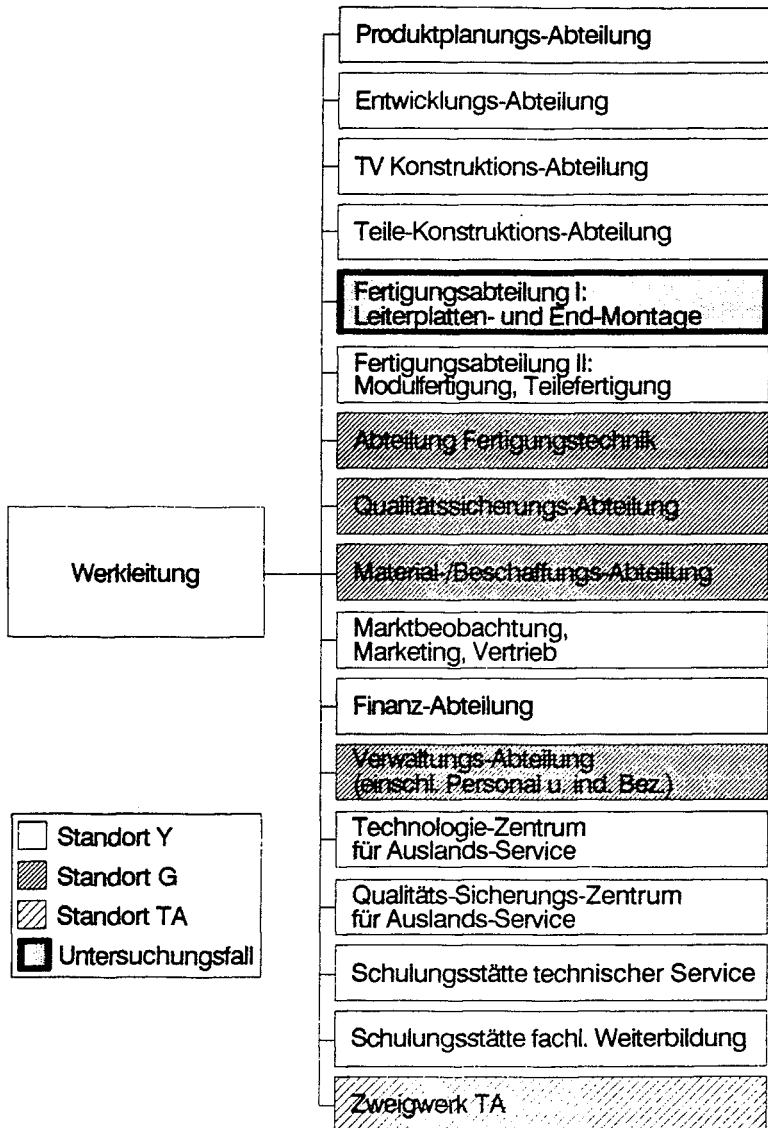 Produktplanungs-Abteilung
Entwicklungs-Abteilung
TV Konstruktions-Abteilung
Teile-Konstruktions-Abteilung
Fertigungsabteilung I:
Leiterplatten- und End-Montage
Fertigungsabteilung II:
Modulfertigung, Teilefertigung
Abteilung Fertigungstechnik
Qualitätssicherungs-Abteilung
Werkleitung
Material-/Beschaffungs-Abteilung
Marktbeobachtung,
Marketing, Vertrieb
Finanz-Abteilung
Verwaltungs-Abteilung
(einschl. Personal u. ind. Bez.)
Technologie-Zentrum
für Auslands-Service
Qualitäts-Sicherungs-Zentrum
für Auslands-Service
Schulungsstätte technischer Service
Schulungsstätte fachl. Weiterbildung
Zweigwerk TA
Standort Y
Standort G
Standort TA
Untersuchungsfall